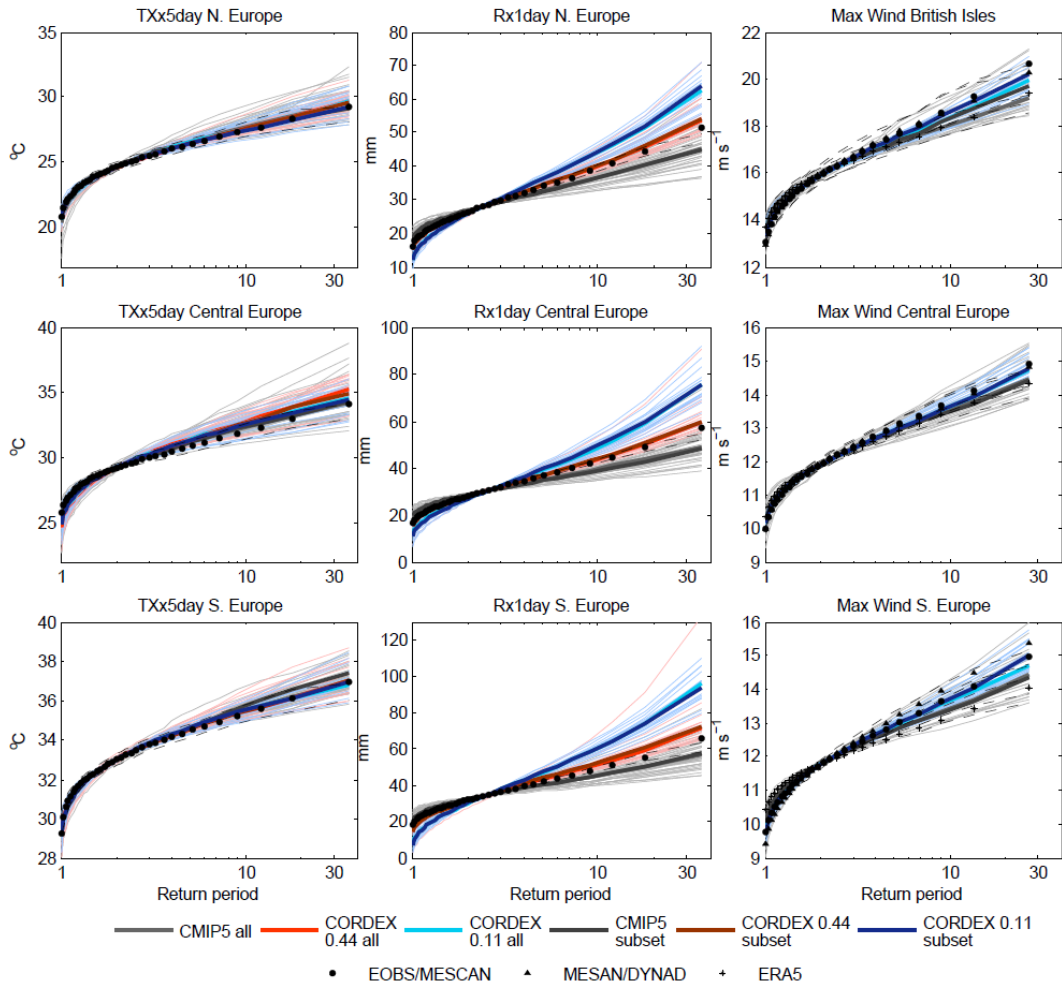 TXx5day N. Europe
Rx1day N. Europe
Max Wind British Isles
35
30
25
20
ºC
1
10
30
80
70
60
50
40
30
20
10
mm
1
10
30
22
20
18
16
14
12
m s⁻¹
1
10
30
TXx5day Central Europe
Rx1day Central Europe
Max Wind Central Europe
40
35
30
25
ºC
1
10
30
100
80
60
40
20
0
mm
1
10
30
16
15
14
13
12
11
10
9
m s⁻¹
1
10
30
TXx5day S. Europe
Rx1day S. Europe
Max Wind S. Europe
40
38
36
34
32
30
28
ºC
1
10
30
Return period
120
100
80
60
40
20
0
mm
1
10
30
Return period
16
15
14
13
12
11
10
9
m s⁻¹
1
10
30
Return period
CMIP5 all
CORDEX
0.44 all
CORDEX
0.11 all
CMIP5
subset
CORDEX 0.44
subset
CORDEX 0.11
subset
EOBS/MESCAN
MESAN/DYNAD
ERA5